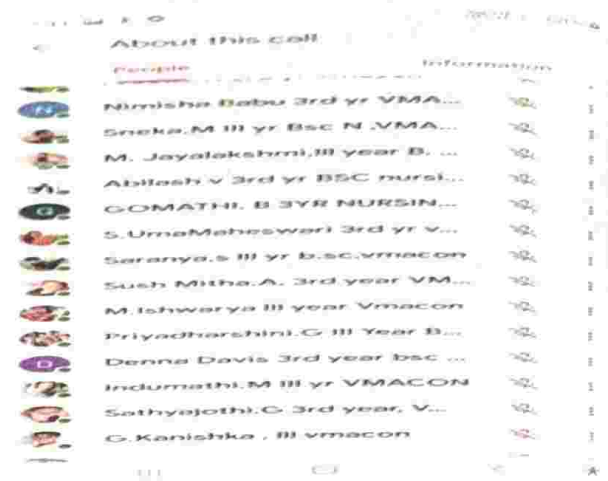 About this call
People Information
Nimisha Babu 3rd yr VMA...
Sneka.M III yr Bsc N ,VMA...
M. Jayalakshmi,III year B. ...
Abilash v 3rd yr BSC nursi...
GOMATHI. B 3YR NURSIN...
S.UmaMaheswari 3rd yr v...
Saranya.s III yr b.sc.vmacon
Sush Mitha.A. 3rd year VM...
M.Ishwarya III year Vmacon
Priyadharshini.G III Year B...
D Denna Davis 3rd year bsc ...
Indumathi.M III yr VMACON
Sathyajothi.G 3rd year, V...
G.Kanishka , III vmacon